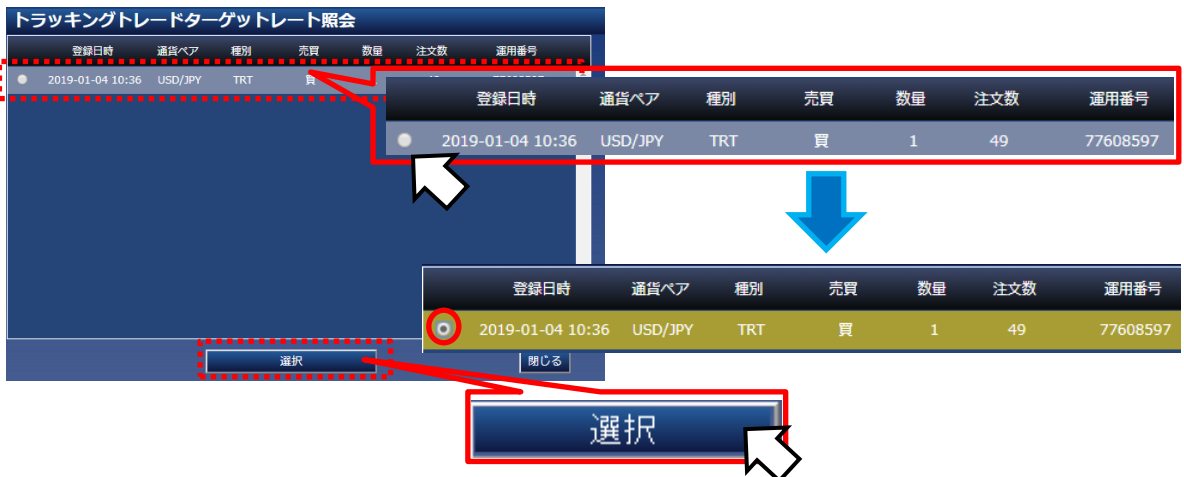 トラッキングトレードターゲットレート照会
登録日時 通貨ペア 種別 売買 数量 注文数 運用番号
2019-01-04 10:36 USD/JPY TRT 買
登録日時 通貨ペア 種別 売買 数量 注文数 運用番号
2019-01-04 10:36 USD/JPY TRT 買 1 49 77608597
登録日時 通貨ペア 種別 売買 数量 注文数 運用番号
2019-01-04 10:36 USD/JPY TRT 買 1 49 77608597
選択 閉じる
選択